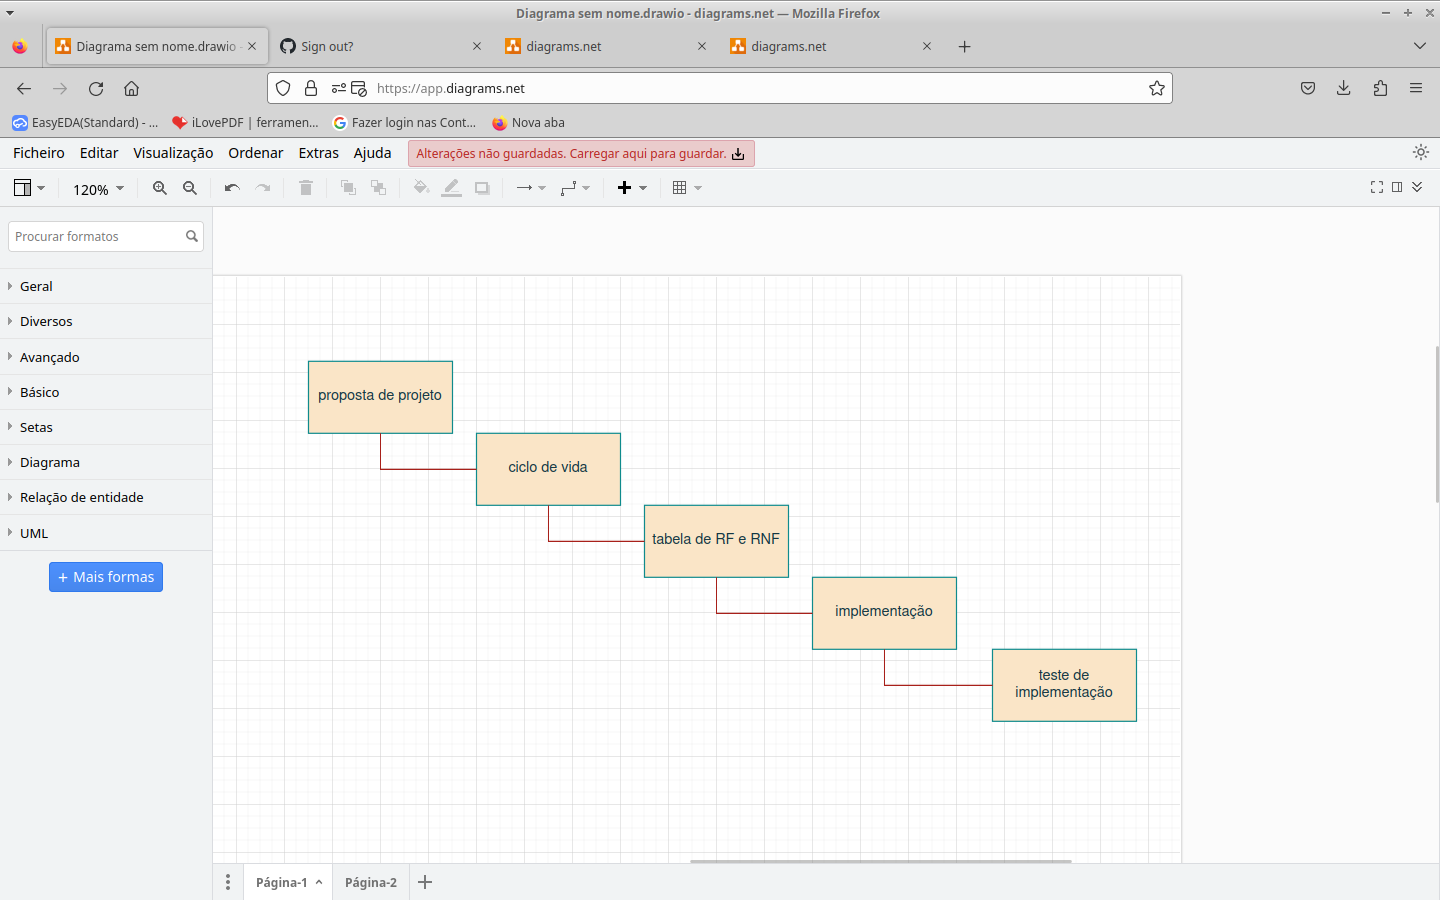 Diagrama sem nome.drawio - diagrams.net — Mozilla Firefox
Diagrama sem nome.drawio -
Sign out?
diagrams.net
diagrams.net
https://app.diagrams.net
EasyEDA(Standard) - ...
iLovePDF | ferramen...
Fazer login nas Cont...
Nova aba
Ficheiro
Editar
Visualização
Ordenar
Extras
Ajuda
Alterações não guardadas. Carregar aqui para guardar.
120%
Procurar formatos
Geral
Diversos
Avançado
Básico
Setas
Diagrama
Relação de entidade
UML
+ Mais formas
proposta de projeto
ciclo de vida
tabela de RF e RNF
implementação
teste de
implementação
Página-1
Página-2